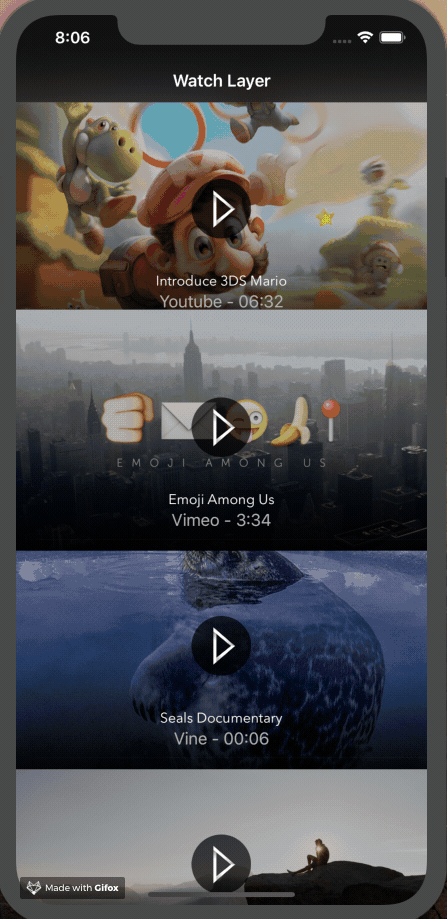 8:06
Watch Layer
Introduce 3DS Mario
Youtube - 06:32
EMOJI AMONG US
Emoji Among Us
Vimeo - 3:34
Seals Documentary
Vine - 00:06
Made with Gifox